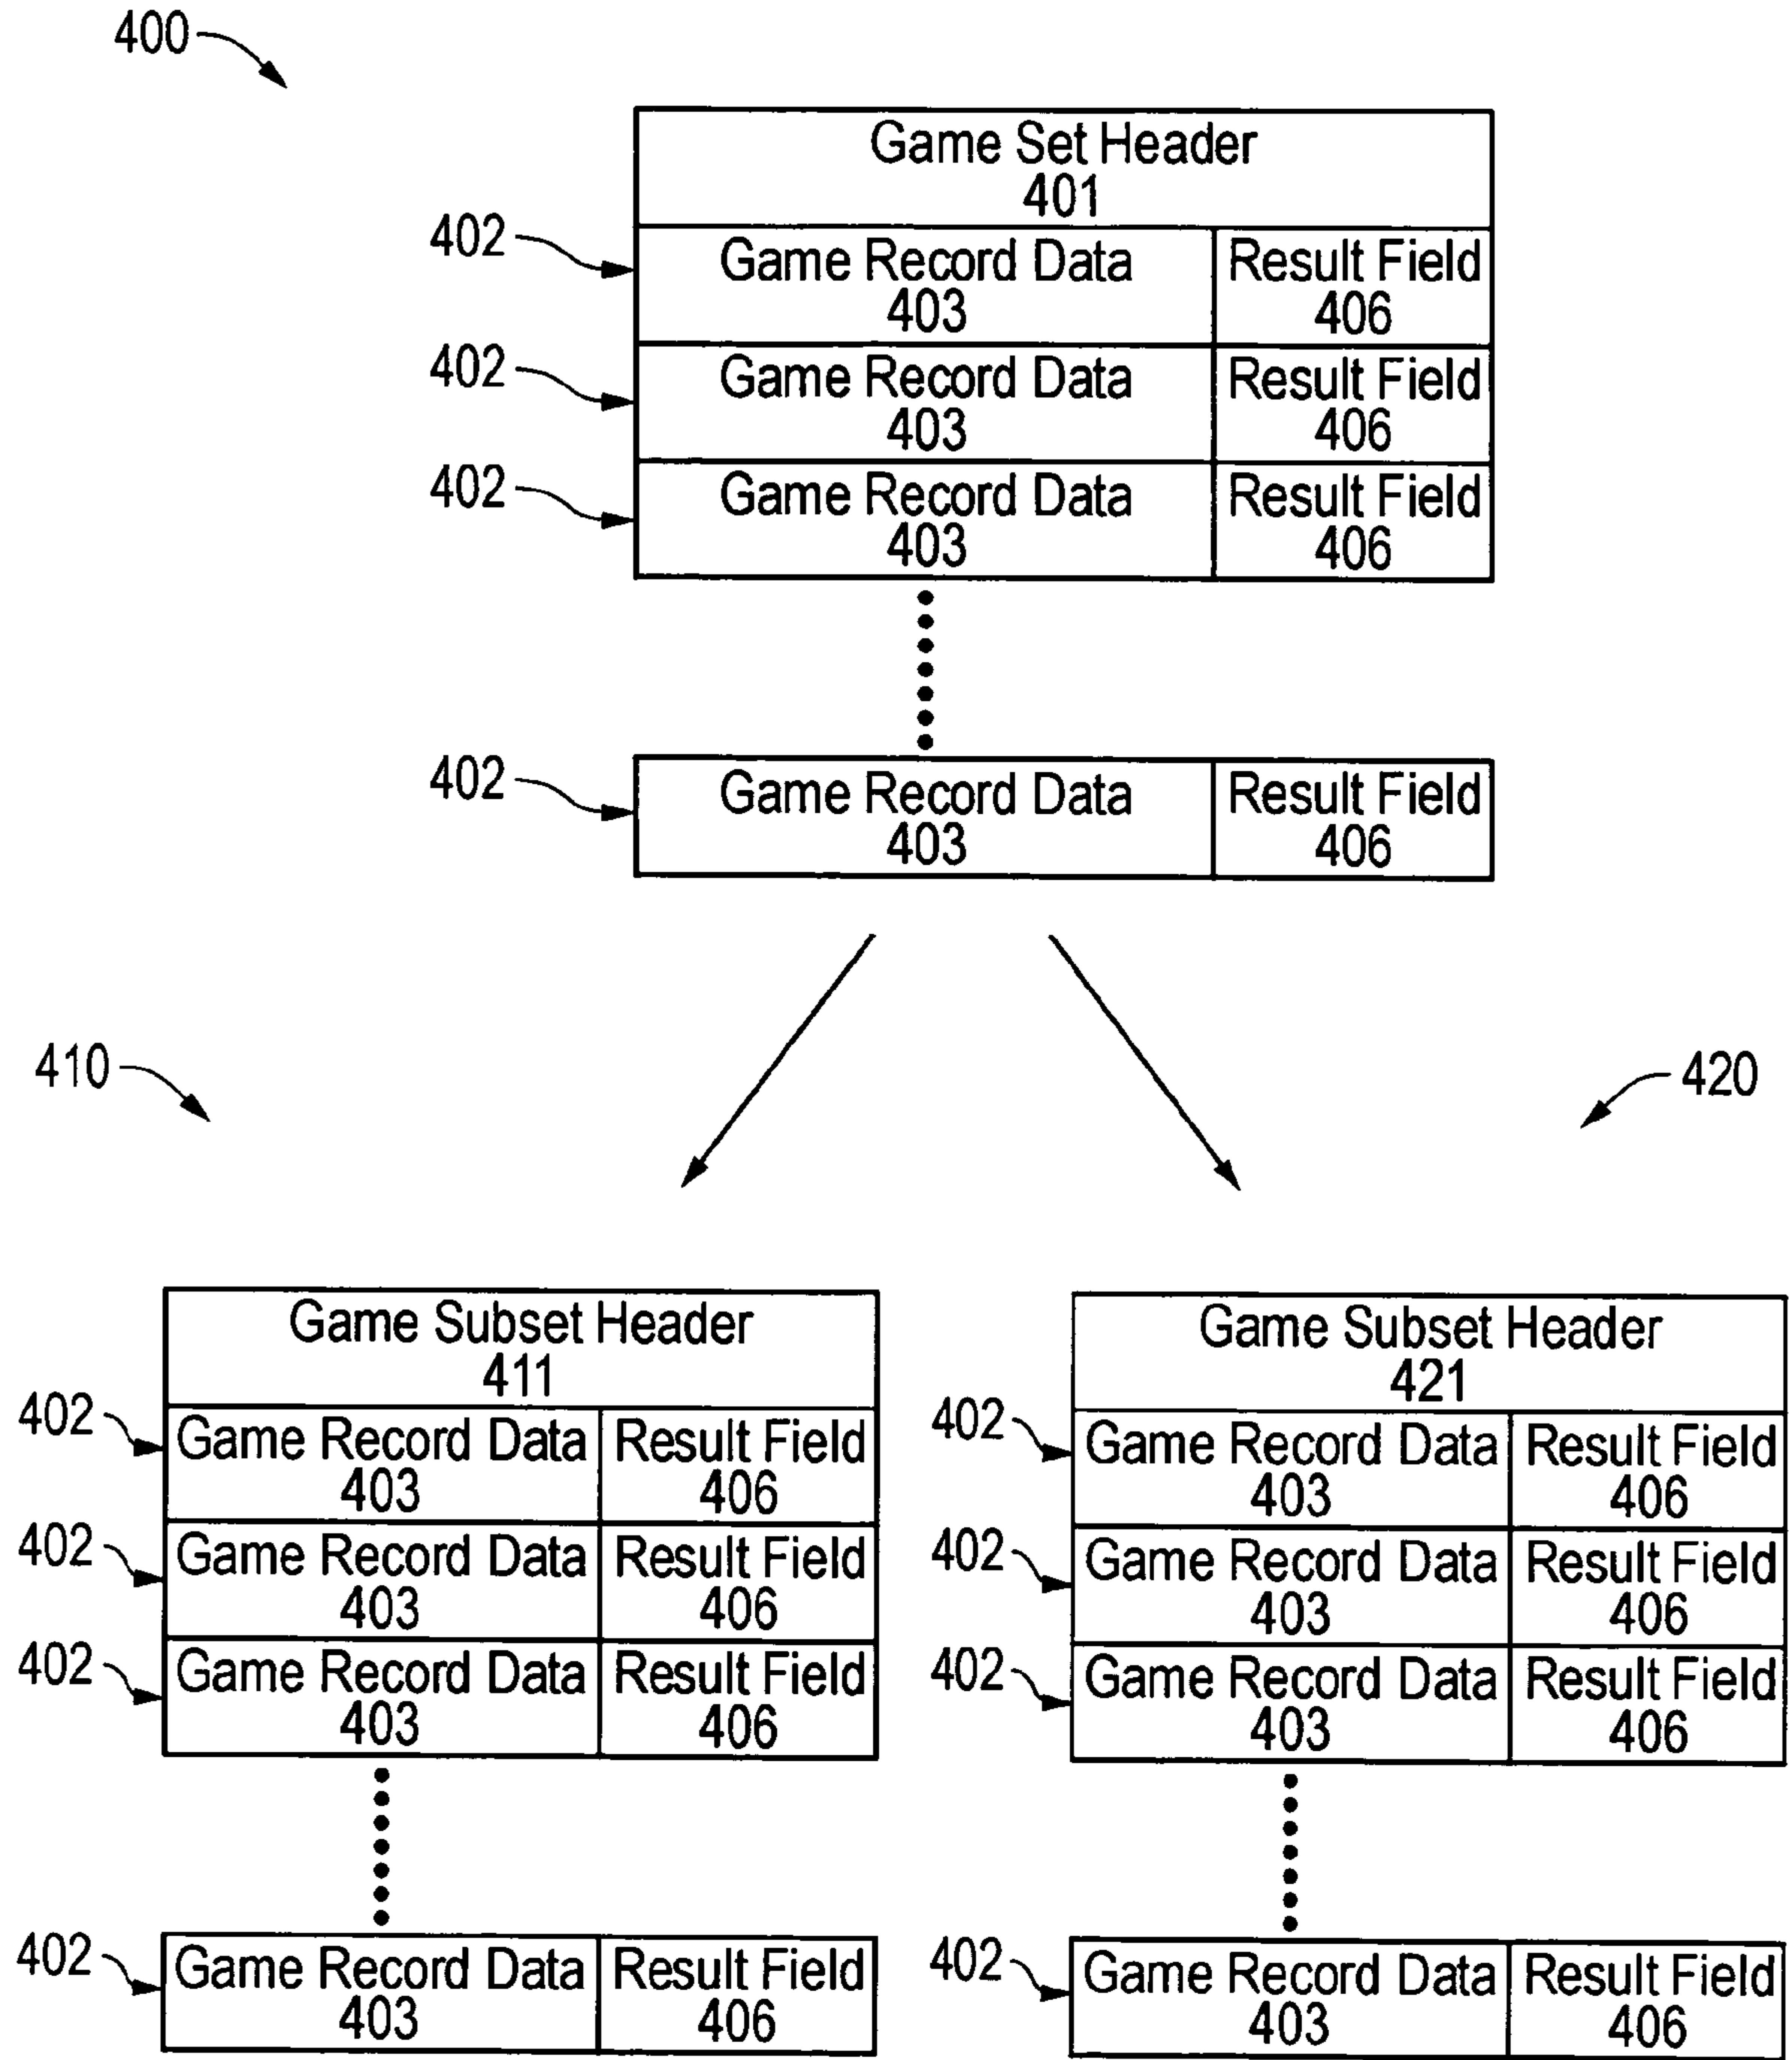 400
Game Set Header
401
402
Game Record Data
Result Field
403
406
402
Game Record Data
Result Field
403
406
402
Game Record Data
Result Field
403
406
402
Game Record Data
Result Field
403
406
410
420
Game Subset Header
411
402
Game Record Data
Result Field
403
406
402
Game Record Data
Result Field
403
406
402
Game Record Data
Result Field
403
406
402
Game Record Data
Result Field
403
406
Game Subset Header
421
402
Game Record Data
Result Field
403
406
402
Game Record Data
Result Field
403
406
402
Game Record Data
Result Field
403
406
402
Game Record Data
Result Field
403
406